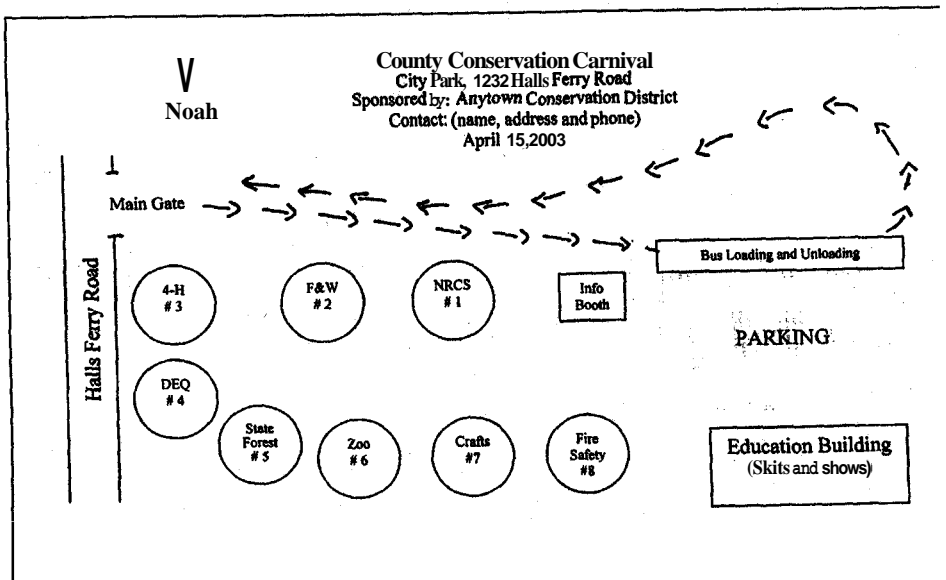 V
Noah
County Conservation Carnival
City Park, 1232 Halls Ferry Road
Sponsored by: Anytown Conservation District
Contact: (name, address and phone)
April 15,2003
Main Gate
Halls Ferry Road
Bus Loading and Unloading
4-H
# 3
F&W
# 2
NRCS
# 1
Info
Booth
PARKING
DEQ
# 4
State
Forest
# 5
Zoo
# 6
Crafts
#7
Fire
Safety
#8
Education Building
(Skits and shows)